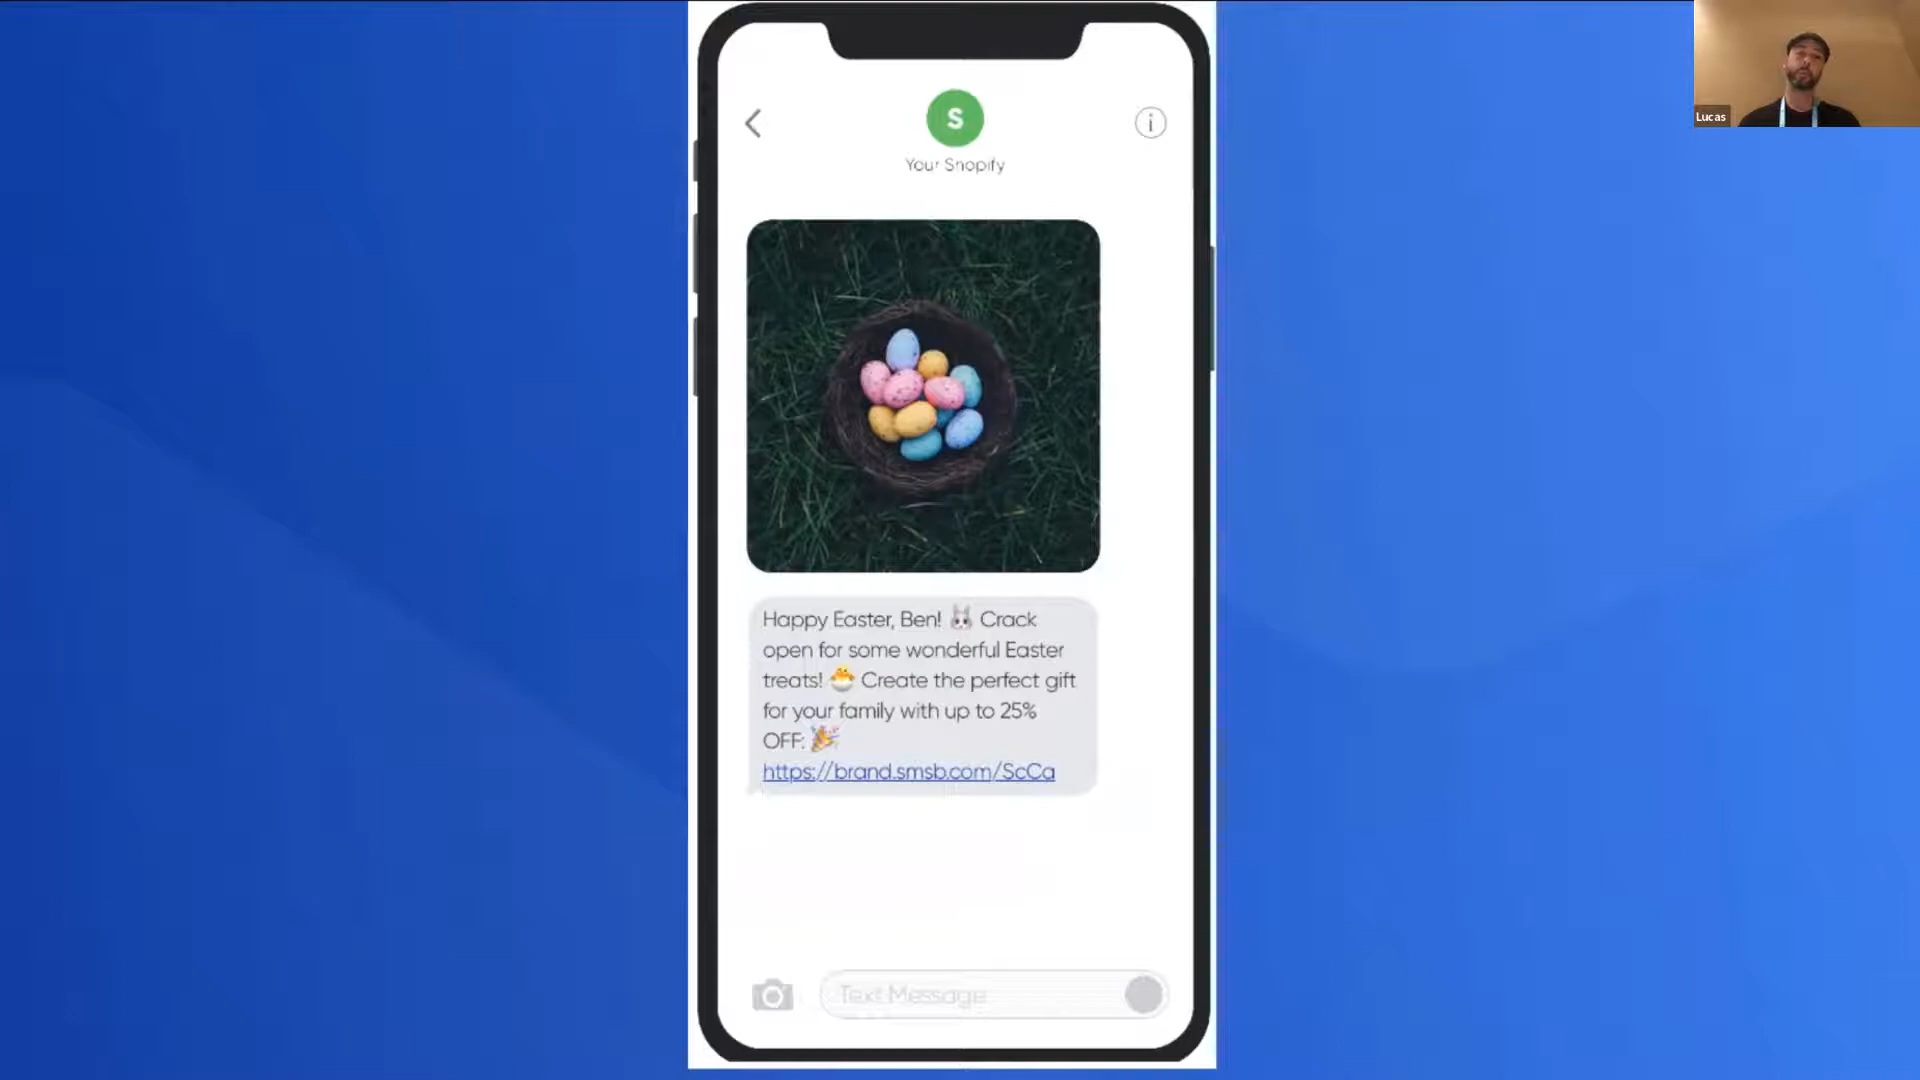 S
Your Shopify
Lucas
Happy Easter, Ben! 🐰 Crack
open for some wonderful Easter
treats! 🐣 Create the perfect gift
for your family with up to 25%
OFF: 🎉
https://brand.smsb.com/ScCa
Text Message